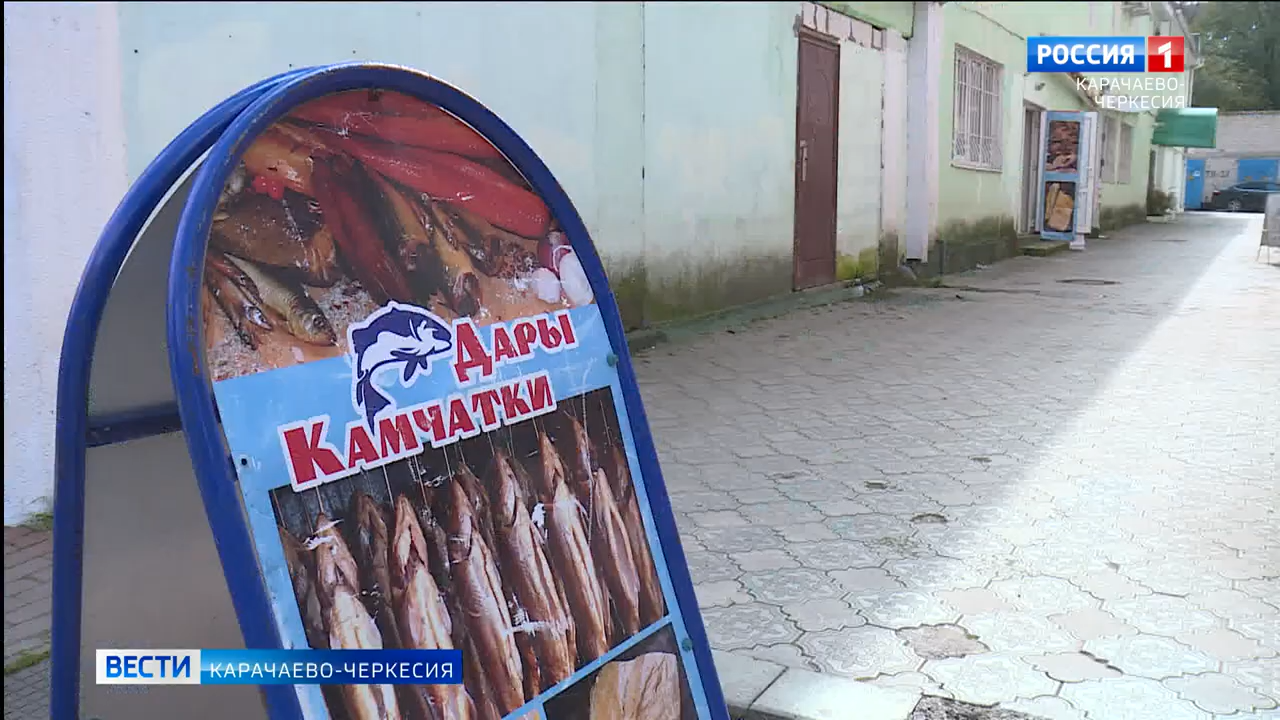 РОССИЯ 1
КАРАЧАЕВО-
ЧЕРКЕСИЯ
ДАРЫ
КАМЧАТКИ
ВЕСТИ КАРАЧАЕВО-ЧЕРКЕСИЯ